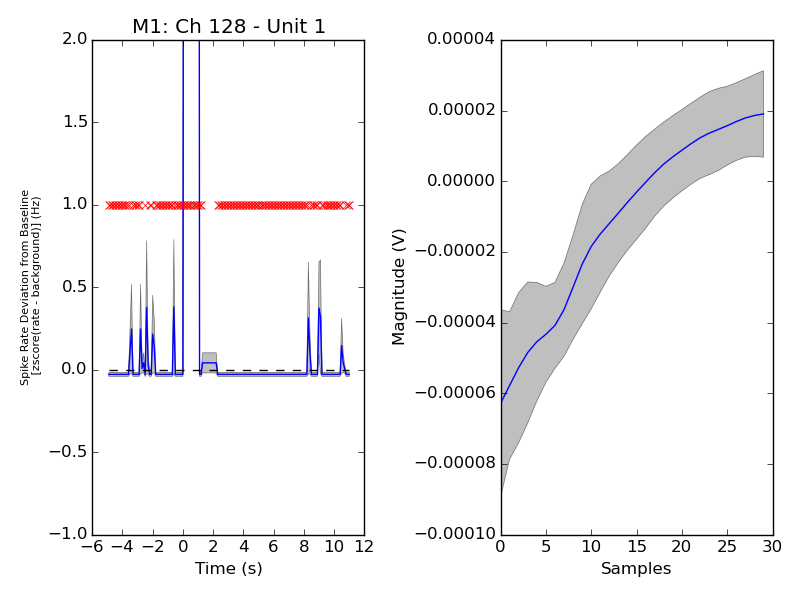 M1: Ch 128 - Unit 1
2.0
1.5
1.0
0.5
0.0
−0.5
−1.0
−6 −4 −2 0 2 4 6 8 10 12
Time (s)
Spike Rate Deviation from Baseline
[zscore(rate - background)] (Hz)
0.00004
0.00002
0.00000
−0.00002
−0.00004
−0.00006
−0.00008
−0.00010
0 5 10 15 20 25 30
Samples
Magnitude (V)